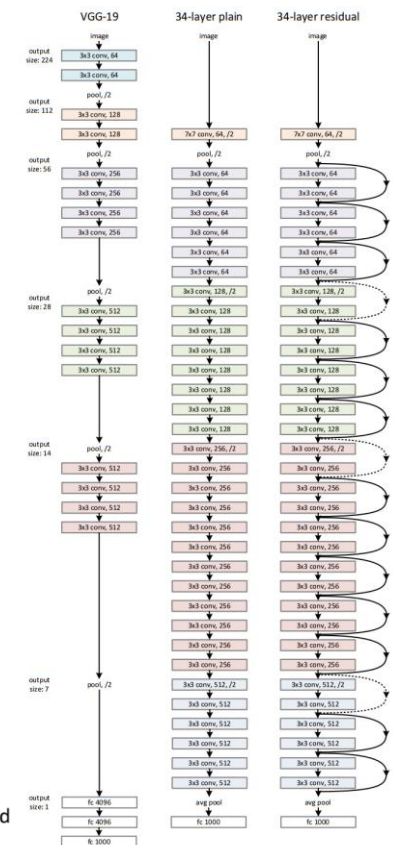 VGG-19
image
output
size: 224
3x3 conv, 64
3x3 conv, 64
pool, /2
output
size: 112
3x3 conv, 128
3x3 conv, 128
pool, /2
output
size: 56
3x3 conv, 256
3x3 conv, 256
3x3 conv, 256
3x3 conv, 256
pool, /2
output
size: 28
3x3 conv, 512
3x3 conv, 512
3x3 conv, 512
3x3 conv, 512
pool, /2
output
size: 14
3x3 conv, 512
3x3 conv, 512
3x3 conv, 512
3x3 conv, 512
pool, /2
output
size: 7
output
size: 1
fc 4096
d
fc 4096
fc 1000
34-layer plain
image
7x7 conv, 64, /2
pool, /2
3x3 conv, 64
3x3 conv, 64
3x3 conv, 64
3x3 conv, 64
3x3 conv, 64
3x3 conv, 64
3x3 conv, 128, /2
3x3 conv, 128
3x3 conv, 128
3x3 conv, 128
3x3 conv, 128
3x3 conv, 128
3x3 conv, 128
3x3 conv, 128
3x3 conv, 256, /2
3x3 conv, 256
3x3 conv, 256
3x3 conv, 256
3x3 conv, 256
3x3 conv, 256
3x3 conv, 256
3x3 conv, 256
3x3 conv, 256
3x3 conv, 256
3x3 conv, 256
3x3 conv, 256
3x3 conv, 512, /2
3x3 conv, 512
3x3 conv, 512
3x3 conv, 512
3x3 conv, 512
3x3 conv, 512
avg pool
fc 1000
34-layer residual
image
7x7 conv, 64, /2
pool, /2
3x3 conv, 64
3x3 conv, 64
3x3 conv, 64
3x3 conv, 64
3x3 conv, 64
3x3 conv, 64
3x3 conv, 128, /2
3x3 conv, 128
3x3 conv, 128
3x3 conv, 128
3x3 conv, 128
3x3 conv, 128
3x3 conv, 128
3x3 conv, 128
3x3 conv, 256, /2
3x3 conv, 256
3x3 conv, 256
3x3 conv, 256
3x3 conv, 256
3x3 conv, 256
3x3 conv, 256
3x3 conv, 256
3x3 conv, 256
3x3 conv, 256
3x3 conv, 256
3x3 conv, 256
3x3 conv, 512, /2
3x3 conv, 512
3x3 conv, 512
3x3 conv, 512
3x3 conv, 512
3x3 conv, 512
avg pool
fc 1000